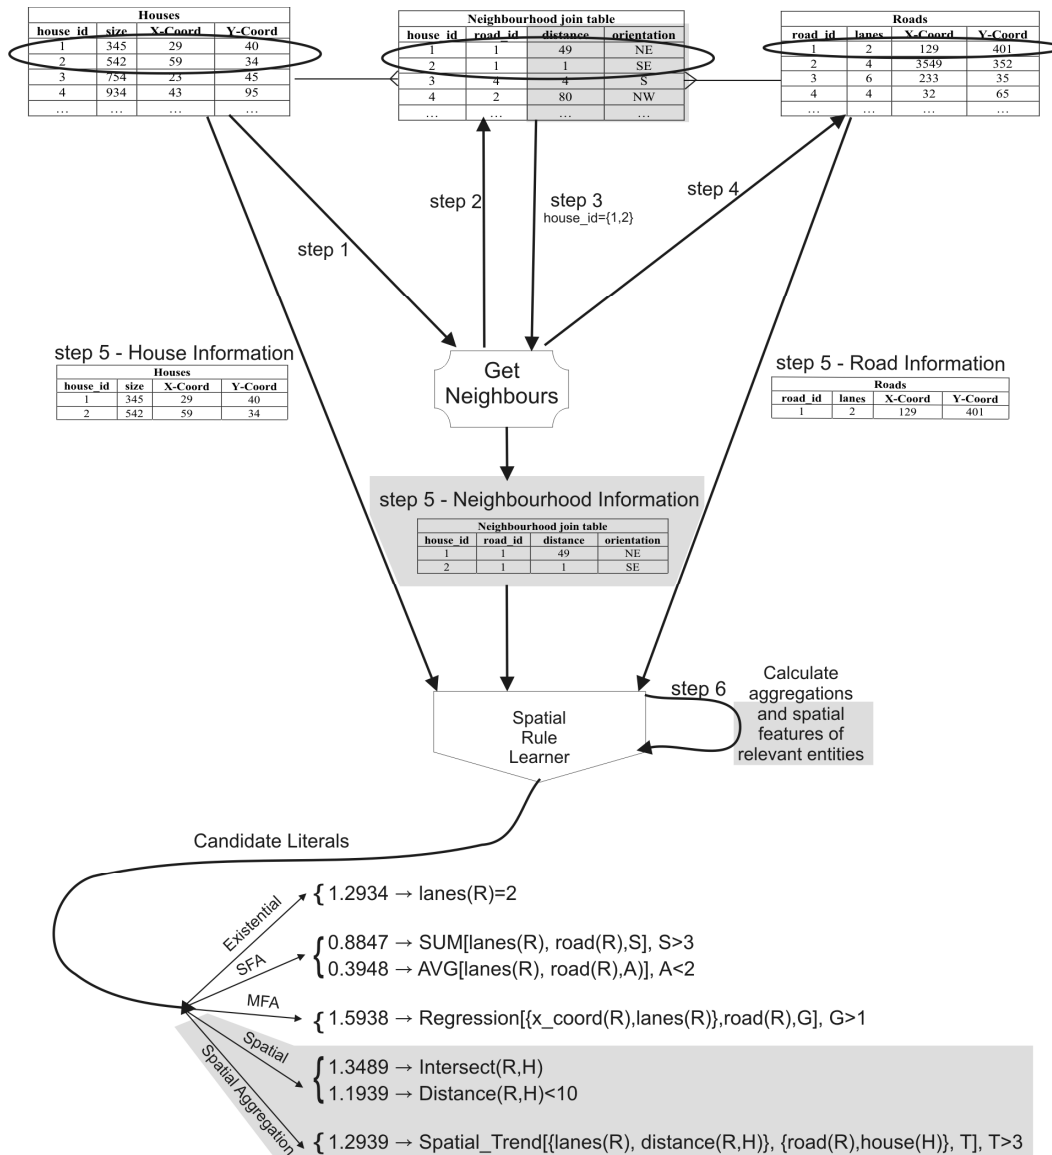 Houses
house_id size X-Coord Y-Coord
1 345 29 40
2 542 59 34
3 754 23 45
4 934 43 95
... ... ... ...
Neighbourhood join table
house_id road_id distance orientation
1 1 49 NE
2 1 1 SE
3 4 4 S
4 2 80 NW
... ... ... ...
Roads
road_id lanes X-Coord Y-Coord
1 2 129 401
2 4 3549 352
3 6 233 35
4 4 32 65
... ... ... ...
step 1
step 2
step 3
house_id={1,2}
step 4
Get
Neighbours
step 5 - House Information
Houses
house_id size X-Coord Y-Coord
1 345 29 40
2 542 59 34
step 5 - Road Information
Roads
road_id lanes X-Coord Y-Coord
1 2 129 401
step 5 - Neighbourhood Information
Neighbourhood join table
house_id road_id distance orientation
1 1 49 NE
2 1 1 SE
Spatial
Rule
Learner
step 6
Calculate
aggregations
and spatial
features of
relevant entities
Candidate Literals
Existential
{ 1.2934 → lanes(R)=2
SFA
{ 0.8847 → SUM[lanes(R), road(R),S], S>3
0.3948 → AVG[lanes(R), road(R),A)], A<2
MFA
{ 1.5938 → Regression[{x_coord(R),lanes(R)},road(R),G], G>1
Spatial
{ 1.3489 → Intersect(R,H)
1.1939 → Distance(R,H)<10
Spatial Aggregation
{ 1.2939 → Spatial_Trend[{lanes(R), distance(R,H)}, {road(R),house(H)}, T], T>3